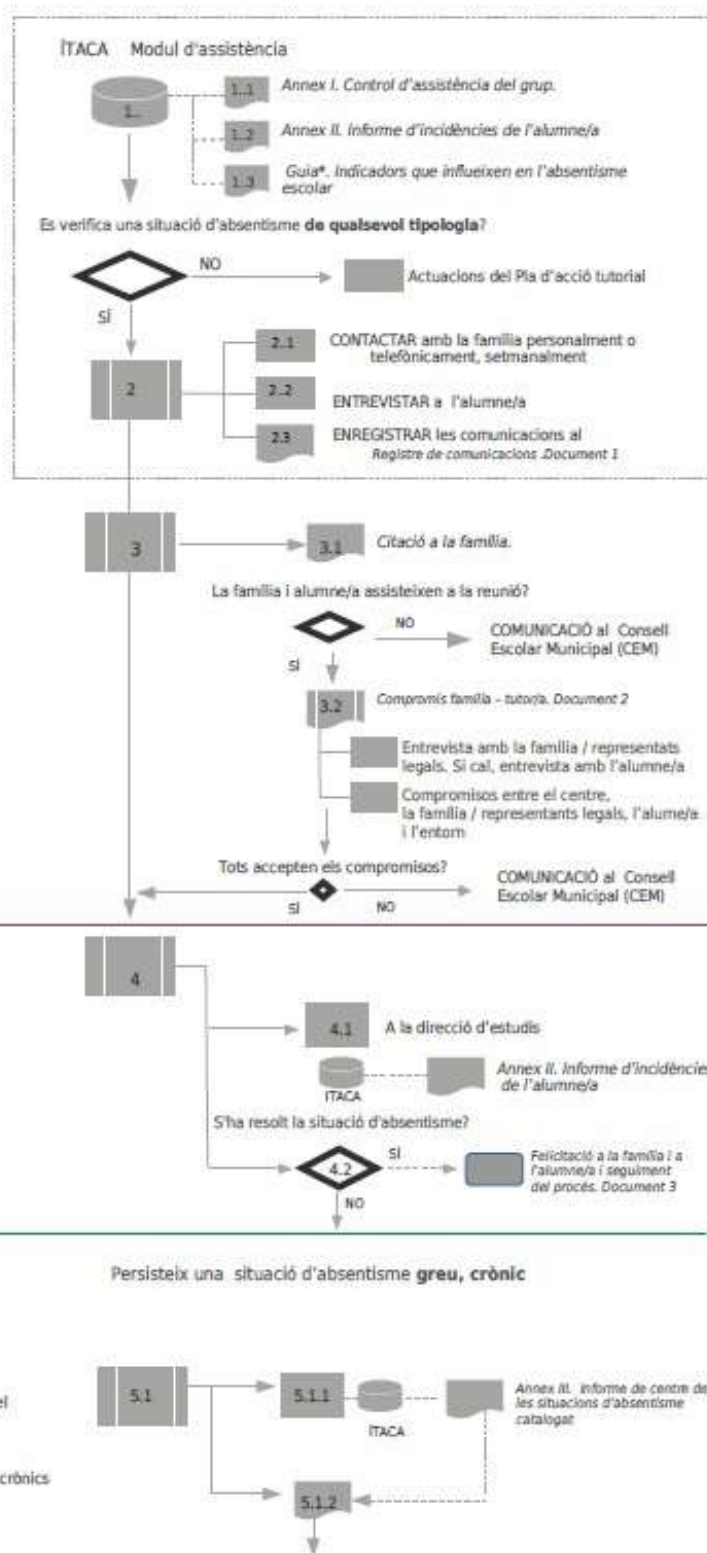 ÍTACA Modul d'assistència
1.. 1..1 Annex I. Control d'assistència del grup.
1..2 Annex II. Informe d'incidències de l'alumne/a
1..3 Guia*. Indicadors que influeixen en l'absentisme
escolar
Es verifica una situació d'absentisme de qualsevol tipologia?
NO
Actuacions del Pla d'acció tutorial
SÍ
2 2..1 CONTACTAR amb la família personalment o
telefònicament, setmanalment
2..2 ENTREVISTAR a l'alumne/a
2.3 ENREGISTRAR les comunicacions al
Registre de comunicacions .Document 1
3 3.1 Citació a la família.
La família i alumne/a assisteixen a la reunió?
NO COMUNICACIÓ al Consell
Escolar Municipal (CEM)
SÍ
3.2 Compromís família - tutor/a. Document 2
Entrevista amb la família / representats
legals. Si cal, entrevista amb l'alumne/a
Compromisos entre el centre,
la família / representants legals, l'alume/a
i l'entorn
Tots accepten els compromisos?
SÍ NO COMUNICACIÓ al Consell
Escolar Municipal (CEM)
4
4.1 A la direcció d'estudis
ITACA Annex II. Informe d'incidències
de l'alumne/a
S'ha resolt la situació d'absentisme?
4.2 SÍ Felicitació a la família i a
l'alumne/a i seguiment
del procés. Document 3
NO
Persisteix una situació d'absentisme greu, crònic
5.1 5.1.1 ÍTACA Annex III. Informe de centre de
les situacions d'absentisme
catalogat
el
crònics
5.1.2